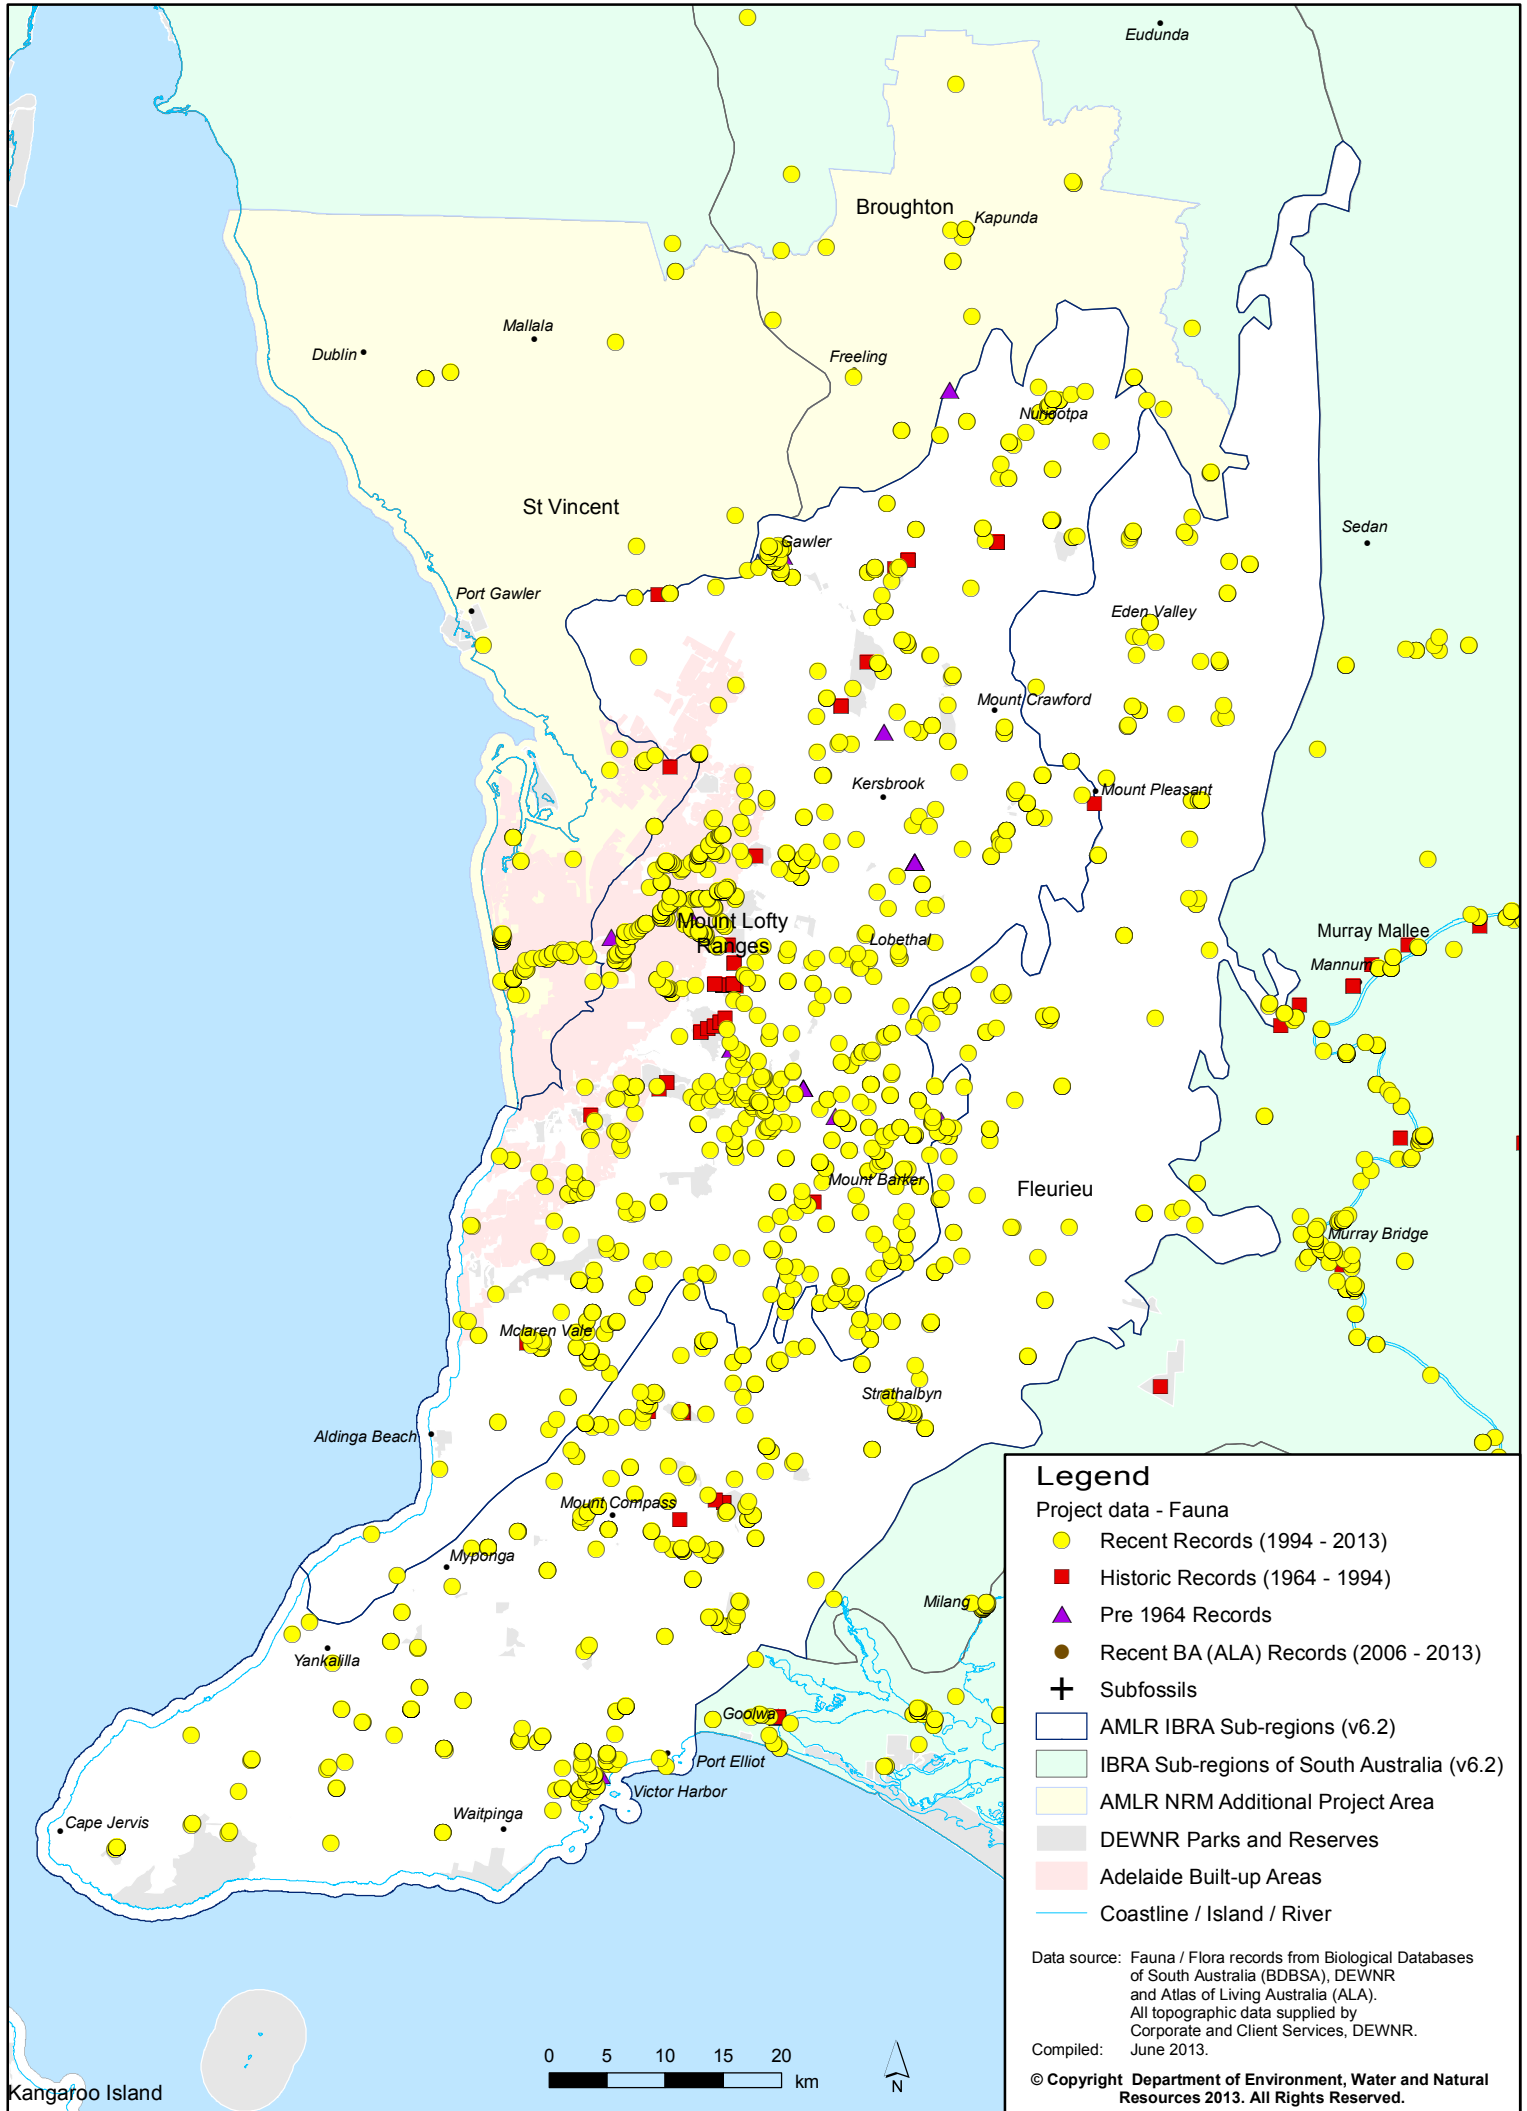 Eudunda
Broughton
Kapunda
Mallala
Dublin
Freeling
Nuriootpa
St Vincent
Sedan
Gawler
Port Gawler
Eden Valley
Mount Crawford
Kersbrook
Mount Pleasant
Mount Lofty
Ranges
Lobethal
Murray Mallee
Mannum
Mount Barker
Fleurieu
Murray Bridge
Mclaren Vale
Strathalbyn
Aldinga Beach
Mount Compass
Myponga
Milang
Yankalilla
Goolwa
Port Elliot
Victor Harbor
Waitpinga
Cape Jervis
Kangaroo Island
0 5 10 15 20
km
N
Legend
Project data - Fauna
Recent Records (1994 - 2013)
Historic Records (1964 - 1994)
Pre 1964 Records
Recent BA (ALA) Records (2006 - 2013)
Subfossils
AMLR IBRA Sub-regions (v6.2)
IBRA Sub-regions of South Australia (v6.2)
AMLR NRM Additional Project Area
DEWNR Parks and Reserves
Adelaide Built-up Areas
Coastline / Island / River
Data source: Fauna / Flora records from Biological Databases
of South Australia (BDBSA), DEWNR
and Atlas of Living Australia (ALA).
All topographic data supplied by
Corporate and Client Services, DEWNR.
Compiled: June 2013.
© Copyright Department of Environment, Water and Natural
Resources 2013. All Rights Reserved.